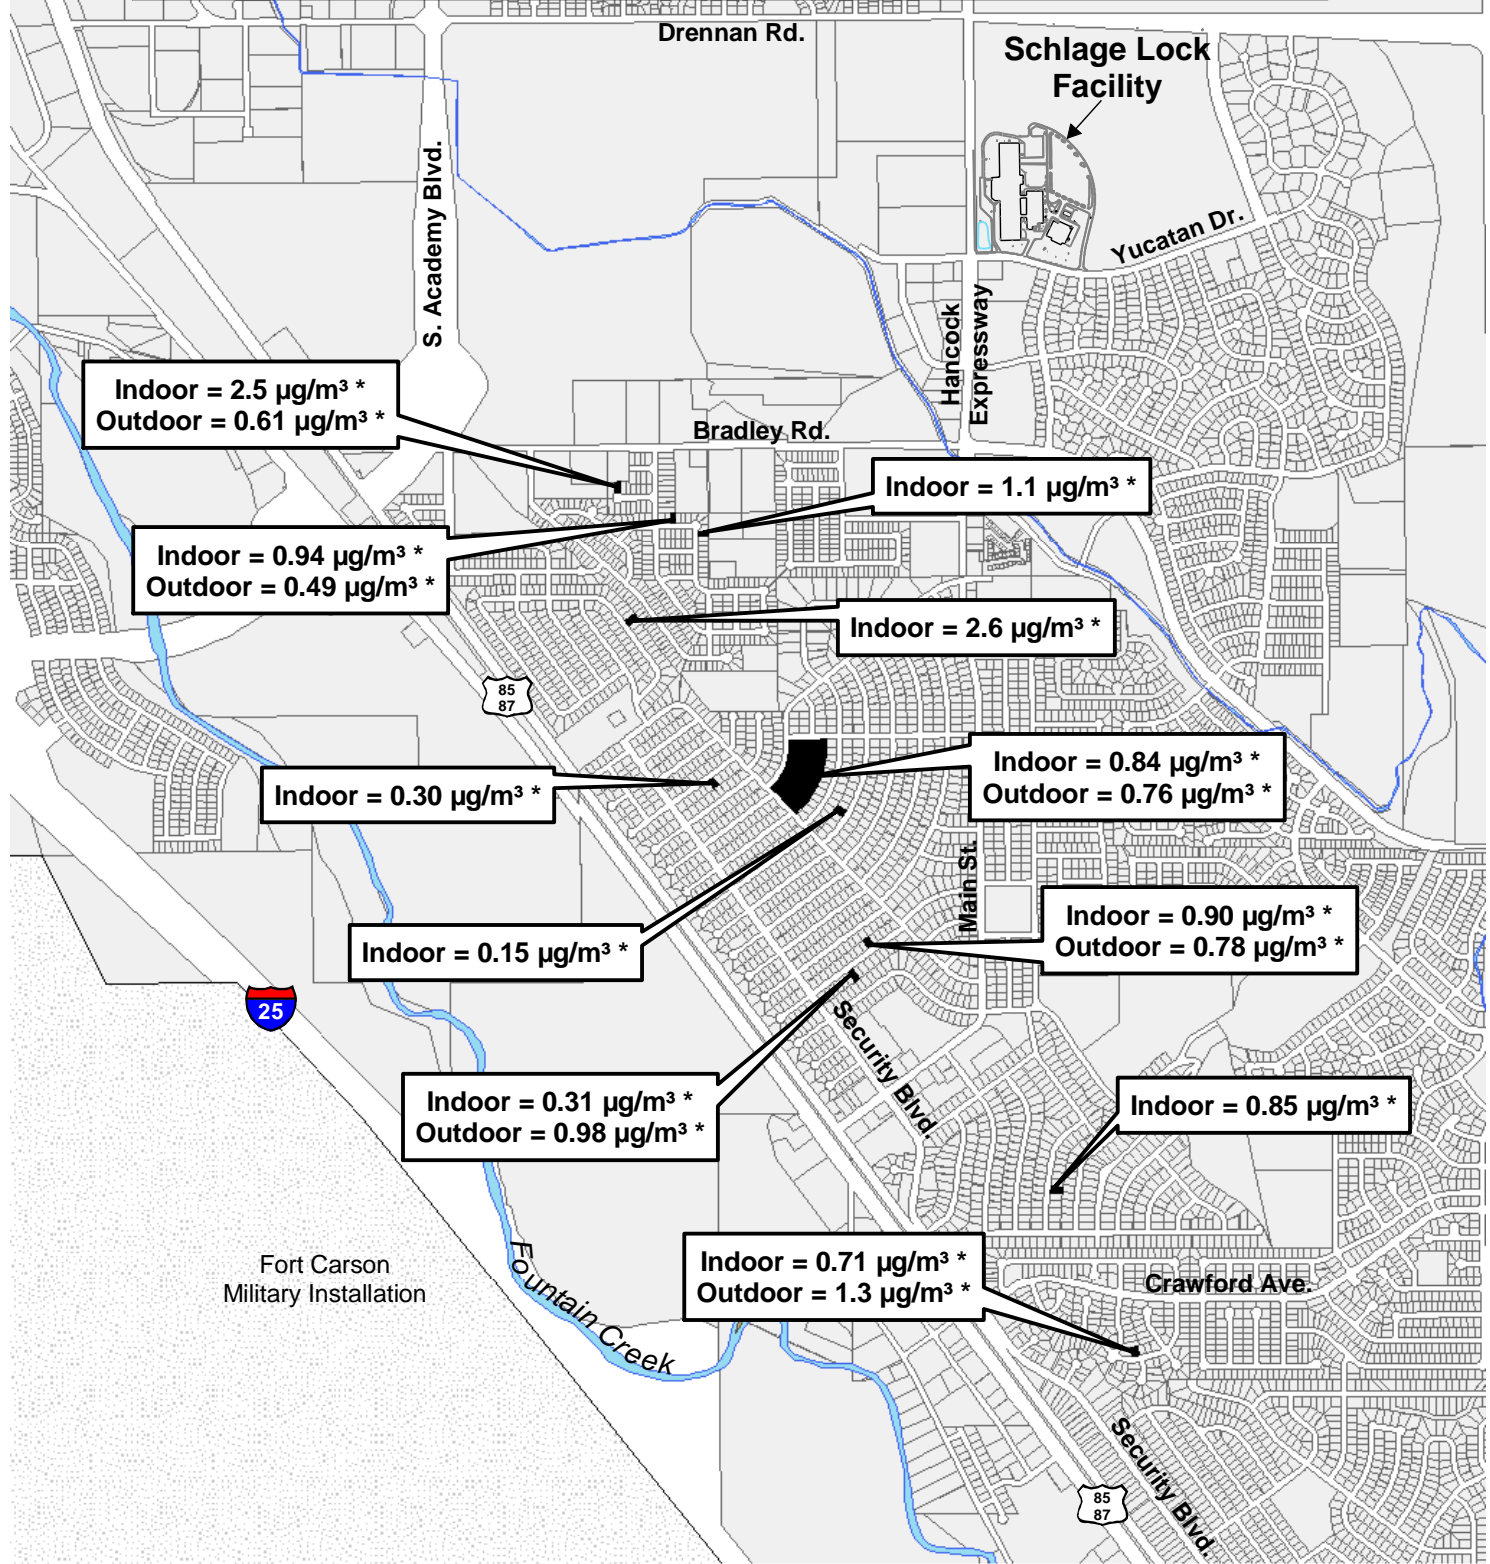 Drennan Rd.
Schlage Lock
Facility
S. Academy Blvd.
Yucatan Dr.
Hancock
Expressway
Indoor = 2.5 µg/m³ *
Outdoor = 0.61 µg/m³ *
Bradley Rd.
Indoor = 1.1 µg/m³ *
Indoor = 0.94 µg/m³ *
Outdoor = 0.49 µg/m³ *
Indoor = 2.6 µg/m³ *
85
87
Indoor = 0.84 µg/m³ *
Outdoor = 0.76 µg/m³ *
Indoor = 0.30 µg/m³ *
Main St.
Indoor = 0.90 µg/m³ *
Outdoor = 0.78 µg/m³ *
Indoor = 0.15 µg/m³ *
25
Security Blvd.
Indoor = 0.31 µg/m³ *
Outdoor = 0.98 µg/m³ *
Indoor = 0.85 µg/m³ *
Fort Carson
Military Installation
Fountain Creek
Indoor = 0.71 µg/m³ *
Outdoor = 1.3 µg/m³ *
Crawford Ave.
Security Blvd.
85
87